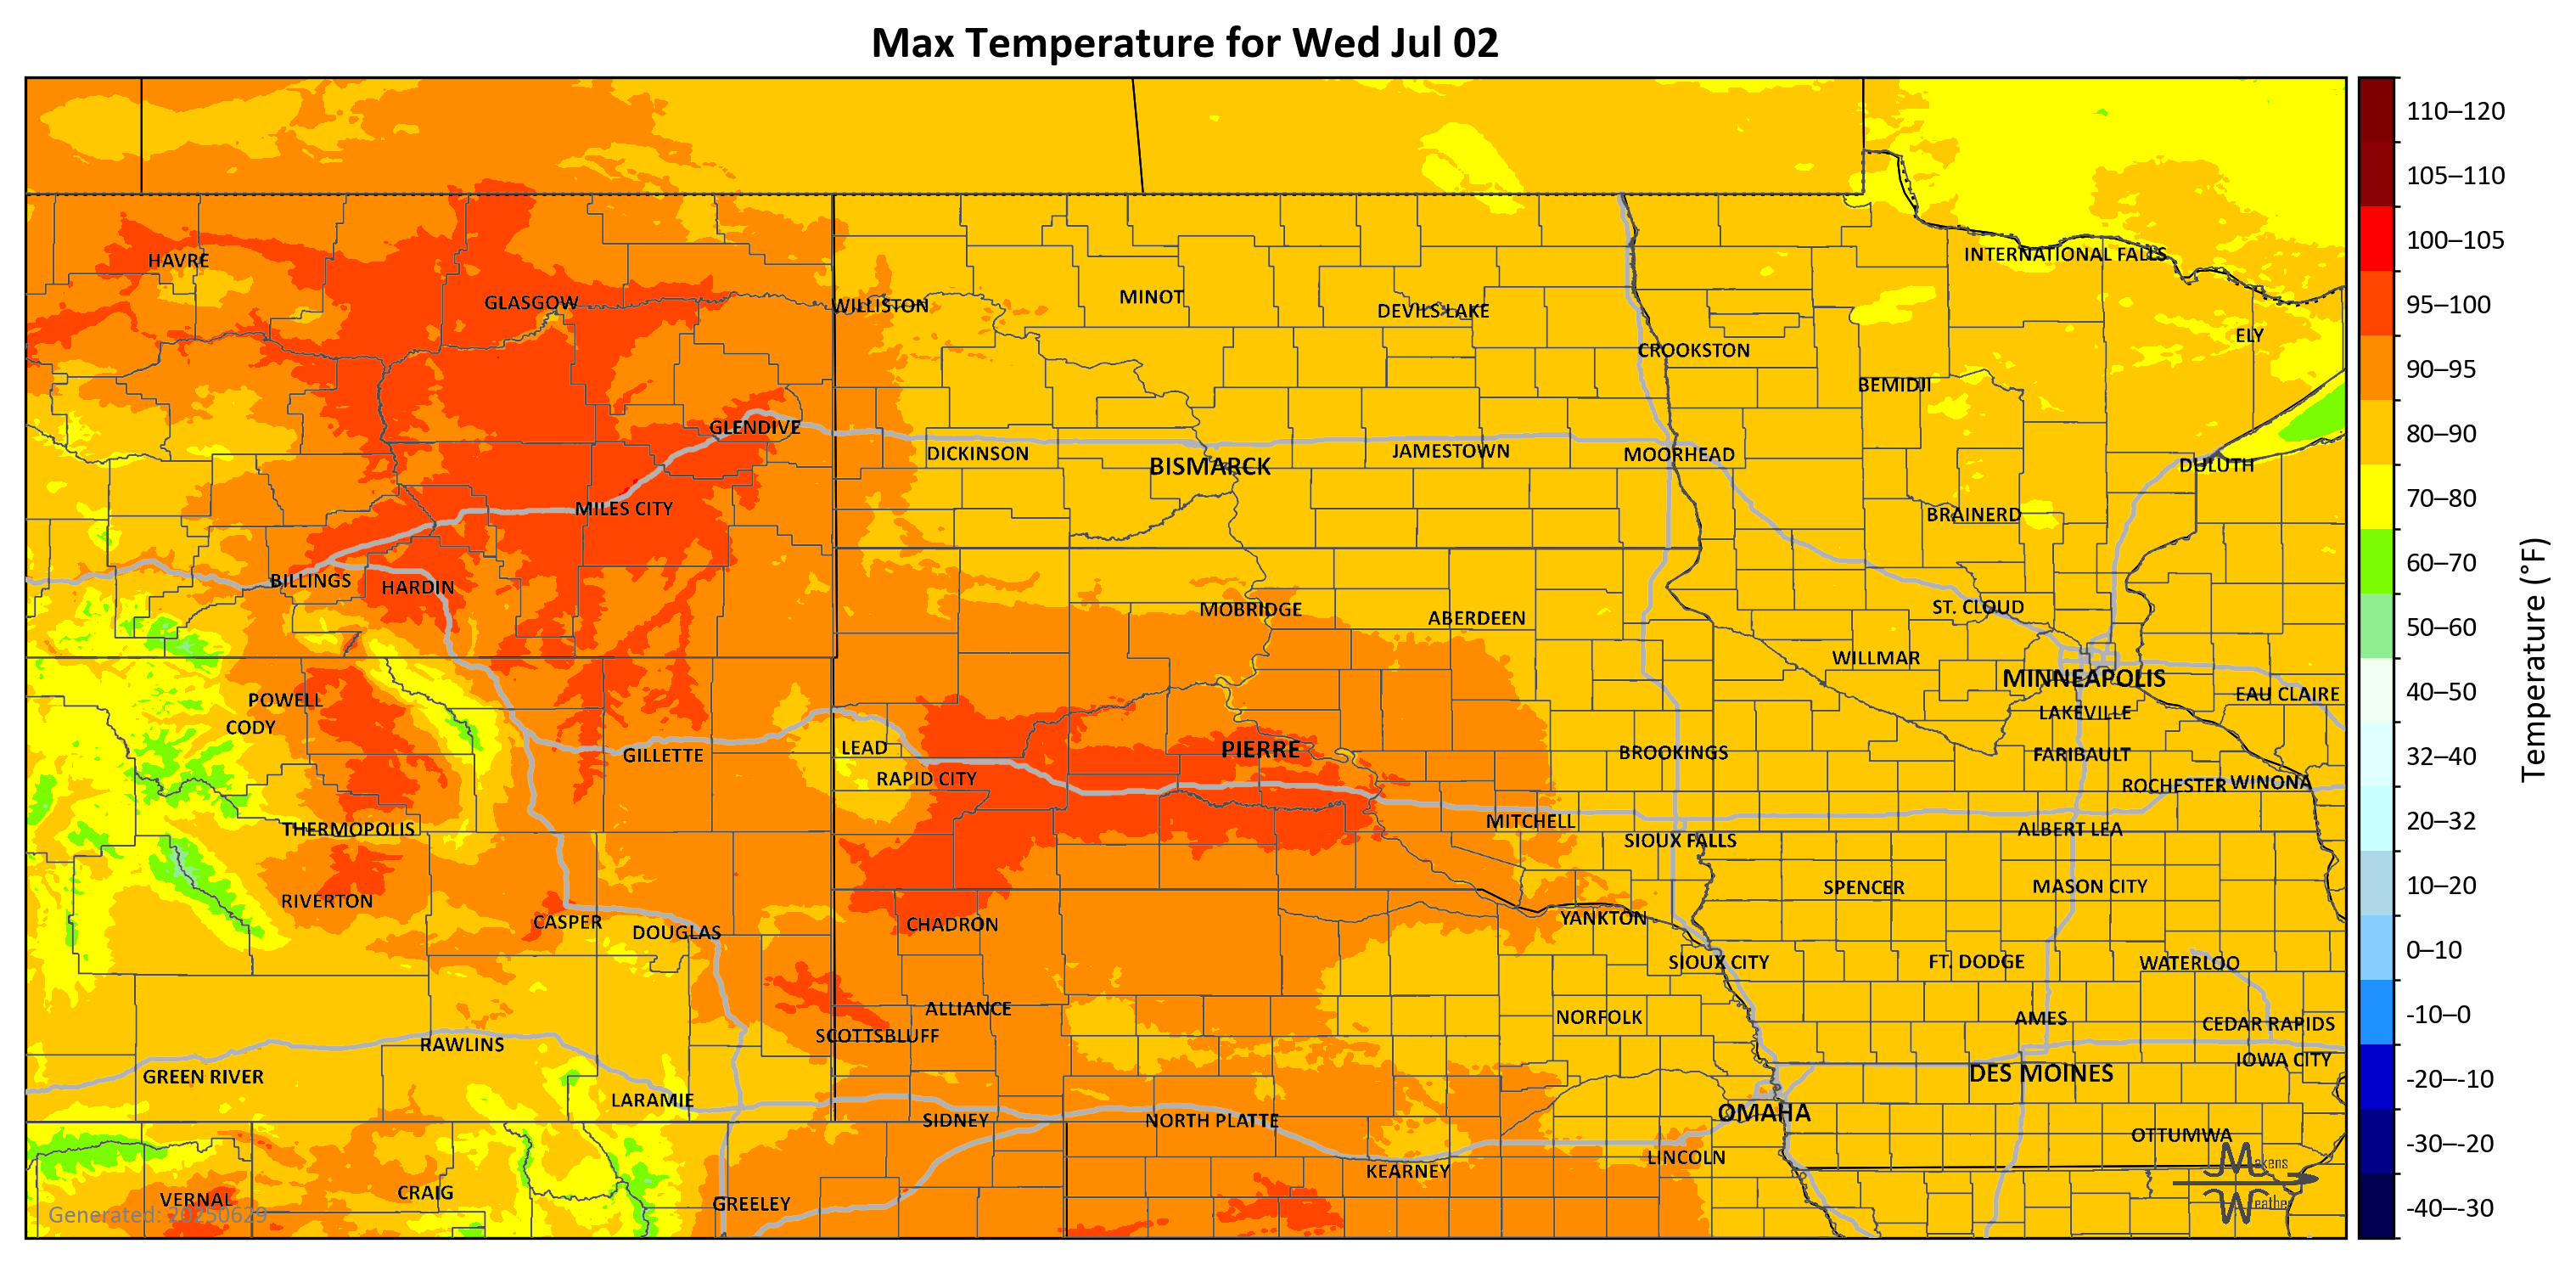 Max Temperature for Wed Jul 02
110–120
105–110
100–105
95–100
90–95
80–90
70–80
60–70
50–60
40–50
32–40
20–32
10–20
0–10
-10–0
-20–-10
-30–-20
-40–-30
Temperature (°F)
HAVRE
GLASGOW
WILLISTON
MINOT
DEVILS LAKE
INTERNATIONAL FALLS
ELY
CROOKSTON
BEMIDJI
GLENDIVE
DICKINSON
BISMARCK
JAMESTOWN
MOORHEAD
DULUTH
MILES CITY
BRAINERD
BILLINGS
HARDIN
MOBRIDGE
ABERDEEN
ST. CLOUD
WILLMAR
MINNEAPOLIS
EAU CLAIRE
POWELL
CODY
LAKEVILLE
GILLETTE
LEAD
PIERRE
BROOKINGS
FARIBAULT
RAPID CITY
ROCHESTER
WINONA
THERMOPOLIS
MITCHELL
SIOUX FALLS
ALBERT LEA
SPENCER
MASON CITY
RIVERTON
CASPER
DOUGLAS
CHADRON
YANKTON
SIOUX CITY
FT. DODGE
WATERLOO
ALLIANCE
SCOTTSBLUFF
NORFOLK
AMES
CEDAR RAPIDS
RAWLINS
IOWA CITY
GREEN RIVER
DES MOINES
LARAMIE
SIDNEY
NORTH PLATTE
OMAHA
OTTUMWA
LINCOLN
KEARNEY
VERNAL
CRAIG
GREELEY
Generated: 20250629
Makens
Weather